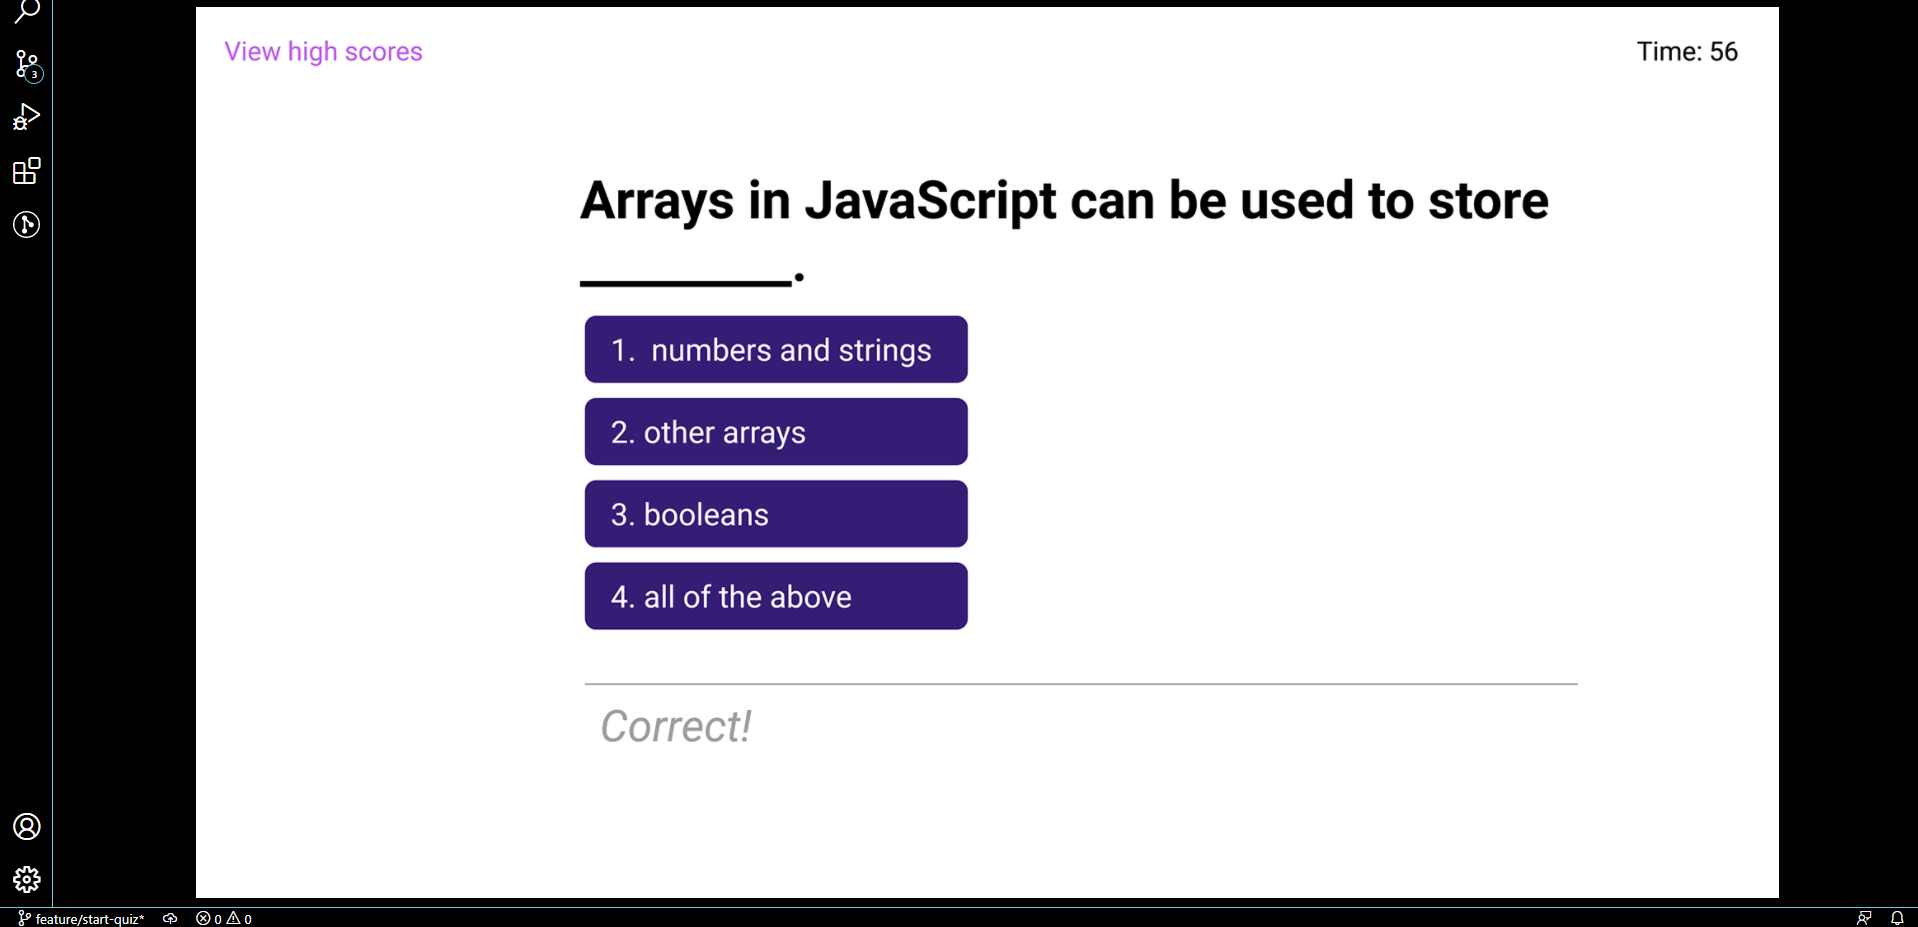 View high scores
Time: 56
Arrays in JavaScript can be used to store
________.
1. numbers and strings
2. other arrays
3. booleans
4. all of the above
Correct!
3
feature/start-quiz* 0 0